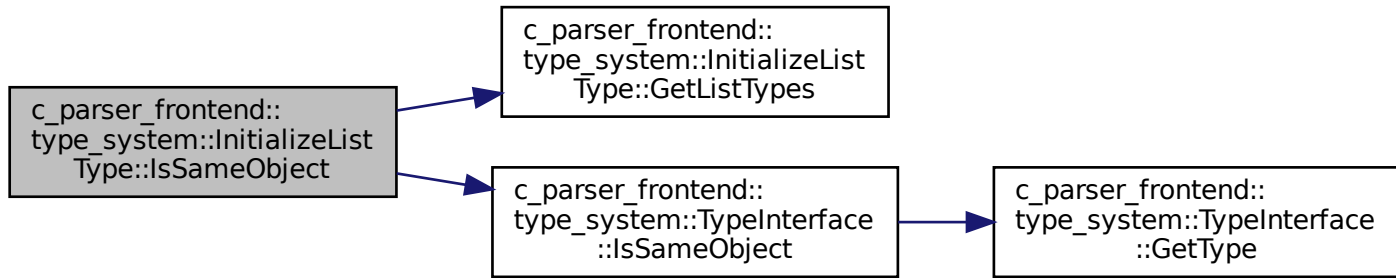 c_parser_frontend::
type_system::InitializeList
Type::IsSameObject
c_parser_frontend::
type_system::InitializeList
Type::GetListTypes
c_parser_frontend::
type_system::TypeInterface
::IsSameObject
c_parser_frontend::
type_system::TypeInterface
::GetType